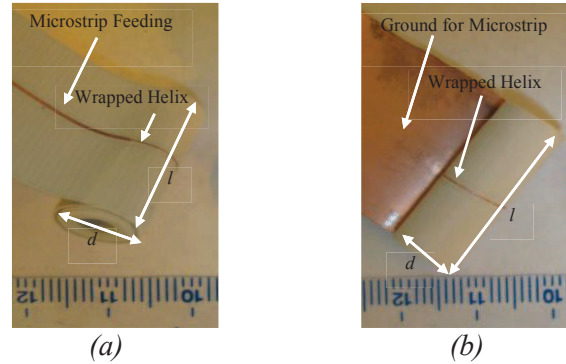 Microstrip Feeding
Wrapped Helix
l
d
12 11 10
(a)
Ground for Microstrip
Wrapped Helix
l
d
12 11 10
(b)